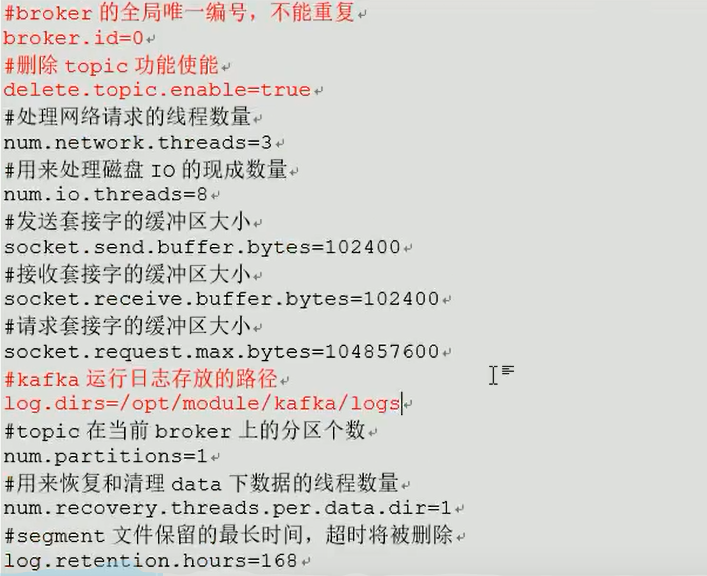 #broker 的全局唯一编号，不能重复
broker.id=0
#删除 topic 功能使能
delete.topic.enable=true
#处理网络请求的线程数量
num.network.threads=3
#用来处理磁盘 IO 的现成数量
num.io.threads=8
#发送套接字的缓冲区大小
socket.send.buffer.bytes=102400
#接收套接字的缓冲区大小
socket.receive.buffer.bytes=102400
#请求套接字的缓冲区大小
socket.request.max.bytes=104857600
#kafka 运行日志存放的路径
log.dirs=/opt/module/kafka/logs
#topic 在当前 broker 上的分区个数
num.partitions=1
#用来恢复和清理 data 下数据的线程数量
num.recovery.threads.per.data.dir=1
#segment 文件保留的最长时间，超时将被删除
log.retention.hours=168